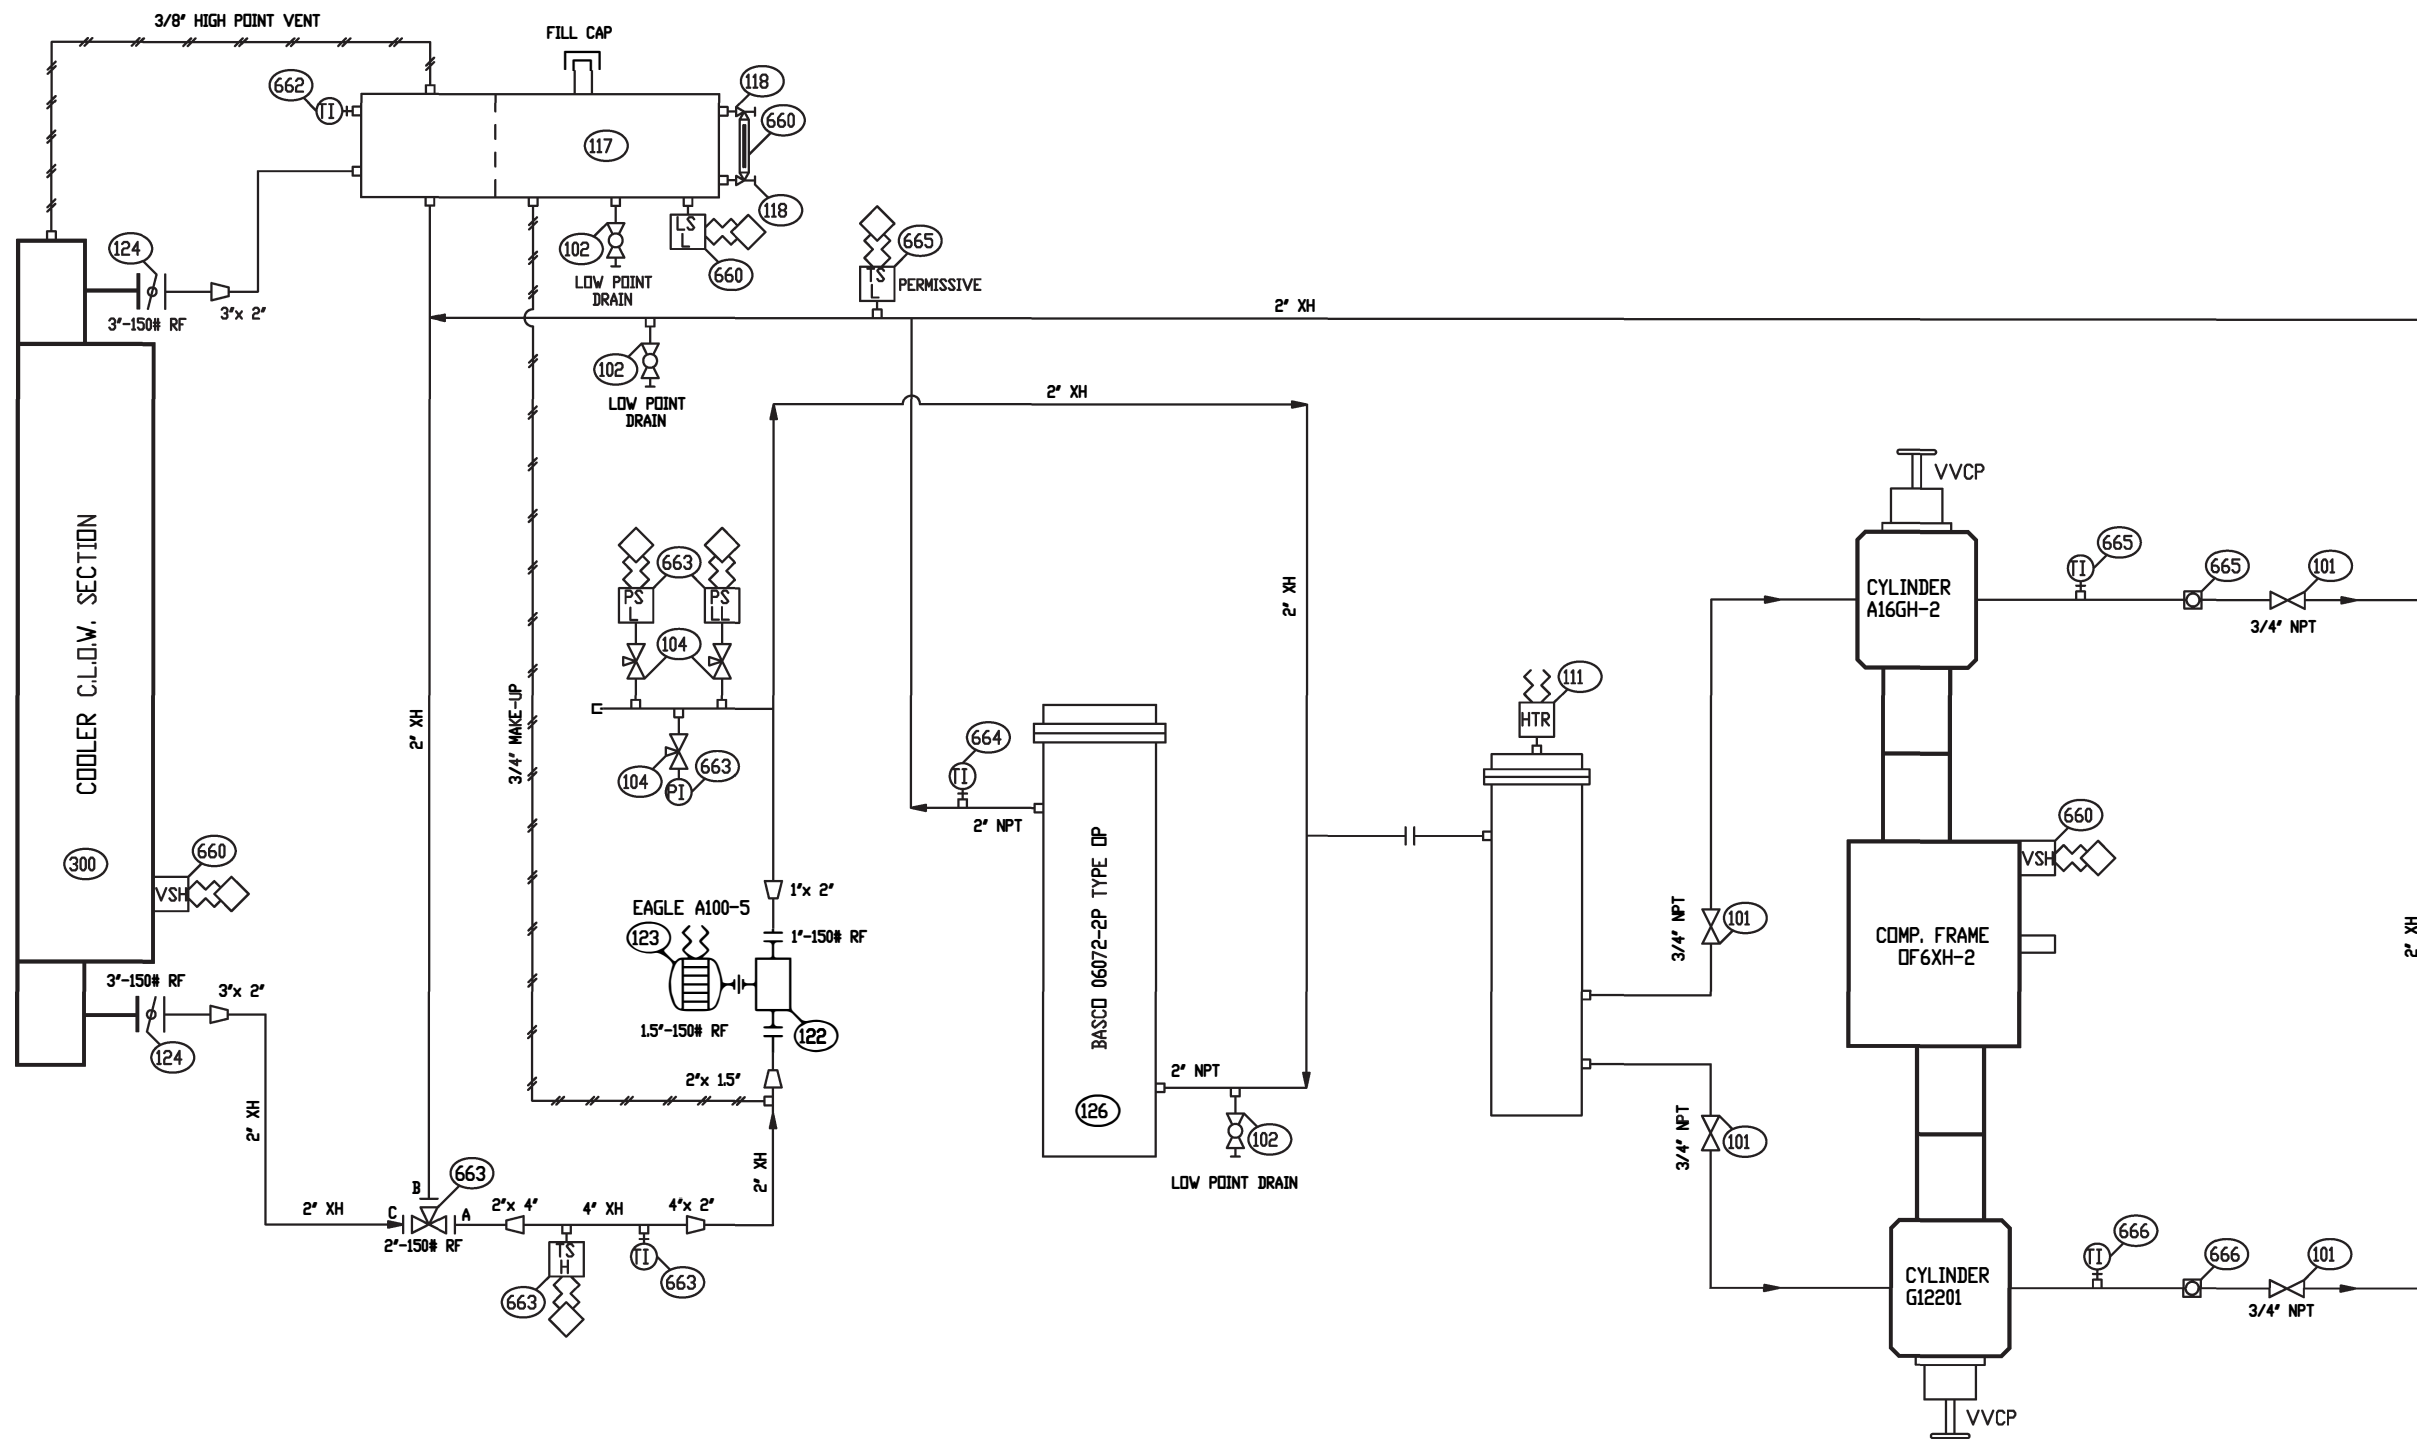 3/8" HIGH POINT VENT
FILL CAP
662
TI
118
660
117
118
124
102
LS
L
660
LOW POINT
DRAIN
665
TS
L
PERMISSIVE
3"-150# RF
3"x 2"
2" XH
102
LOW POINT
DRAIN
2" XH
VVCP
COOLER C.L.O.W. SECTION
300
660
VSH
2" XH
3/4" MAKE-UP
663
PS
L
PS
LL
104
104
663
PI
2" XH
CYLINDER
A16GH-2
665
TI
665
101
3/4" NPT
111
HTR
664
TI
2" NPT
BASCO 06072-2P TYPE OP
126
1"x 2"
EAGLE A100-5
123
1"-150# RF
1.5"-150# RF
122
2"x 1.5"
3/4" NPT
101
660
VSH
COMP. FRAME
OF6XH-2
2" XH
3"-150# RF
3"x 2"
124
2" XH
2" NPT
102
LOW POINT DRAIN
3/4" NPT
101
2" XH
B
663
2" XH
C
A
2"-150# RF
2"x 4"
4" XH
4"x 2"
TS
H
663
TI
663
CYLINDER
G12201
TI
666
666
101
3/4" NPT
VVCP